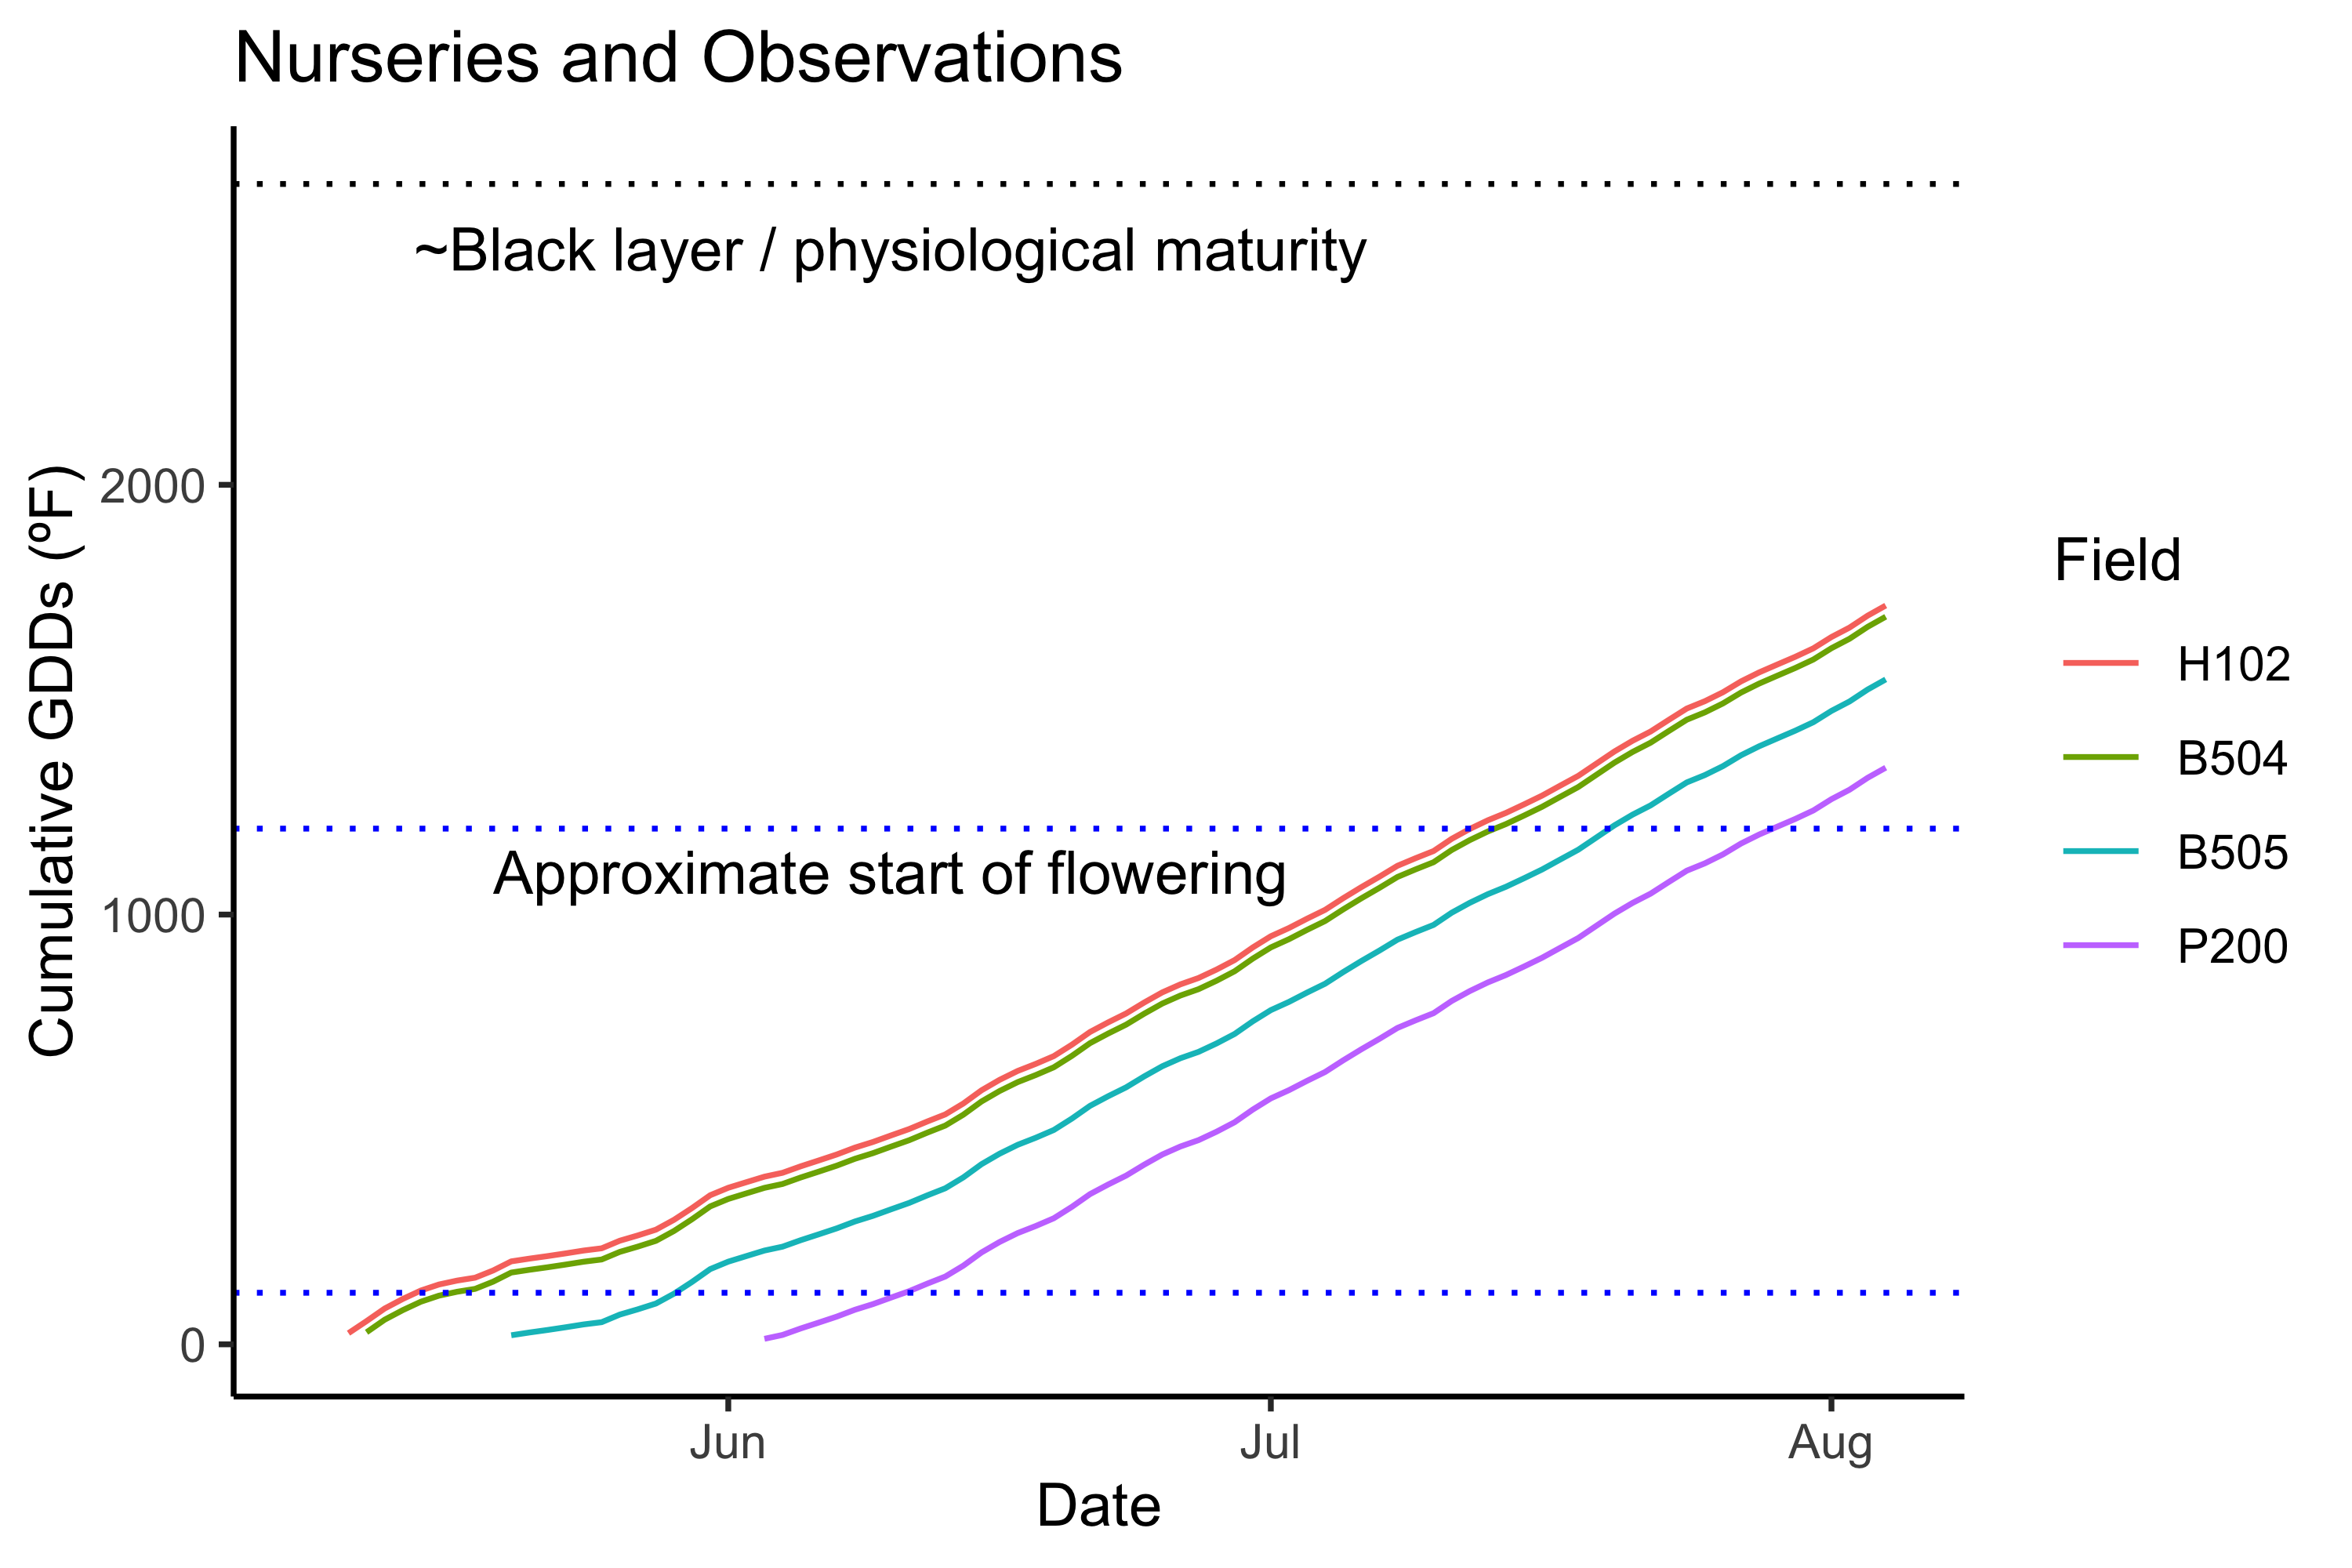 Nurseries and Observations
~Black layer // physiological maturity
Approximate start of flowering
Cumulative GDDs (ºF)
2000
1000
0
Jun
Jul
Aug
Date
Field
H102
B504
B505
P200